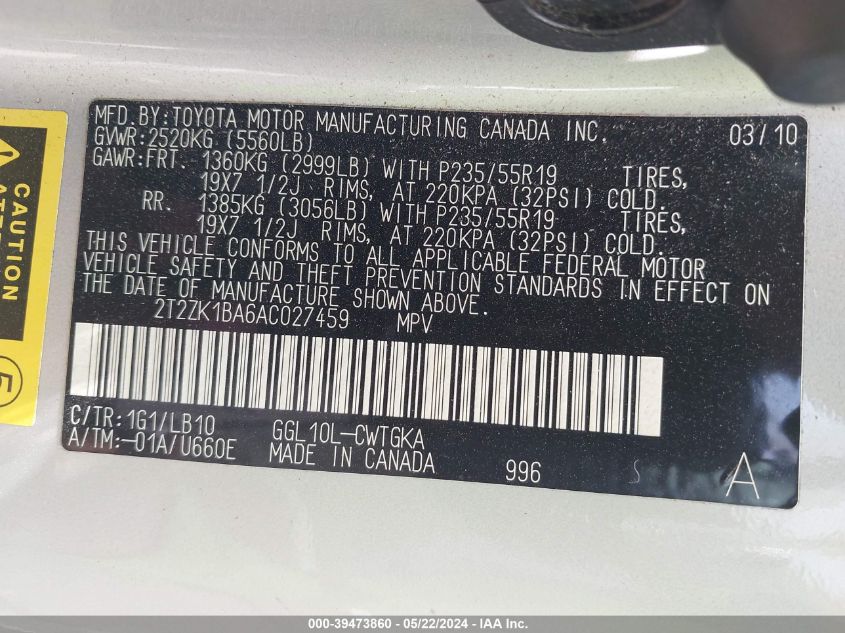 MFD.BY:TOYOTA MOTOR MANUFACTURING CANADA INC. 03/10
GVWR:2520KG (5560LB)
GAWR:FRT. 1360KG (2999LB) WITH P235/55R19 TIRES,
19X7 1/2J RIMS, AT 220KPA (32PSI) COLD.
RR. 1385KG (3056LB) WITH P235/55R19 TIRES,
19X7 1/2J RIMS, AT 220KPA (32PSI) COLD.
THIS VEHICLE CONFORMS TO ALL APPLICABLE FEDERAL MOTOR
VEHICLE SAFETY AND THEFT PREVENTION STANDARDS IN EFFECT ON
THE DATE OF MANUFACTURE SHOWN ABOVE.
2T2ZK1BA6AC027459 MPV
C/TR:1G1/LB10 GGL10L-CWTGKA
A/TM:-01A/U660E MADE IN CANADA 996 S A
CAUTION
5
000-39473860 / 05/22/2024 - IAA Inc.